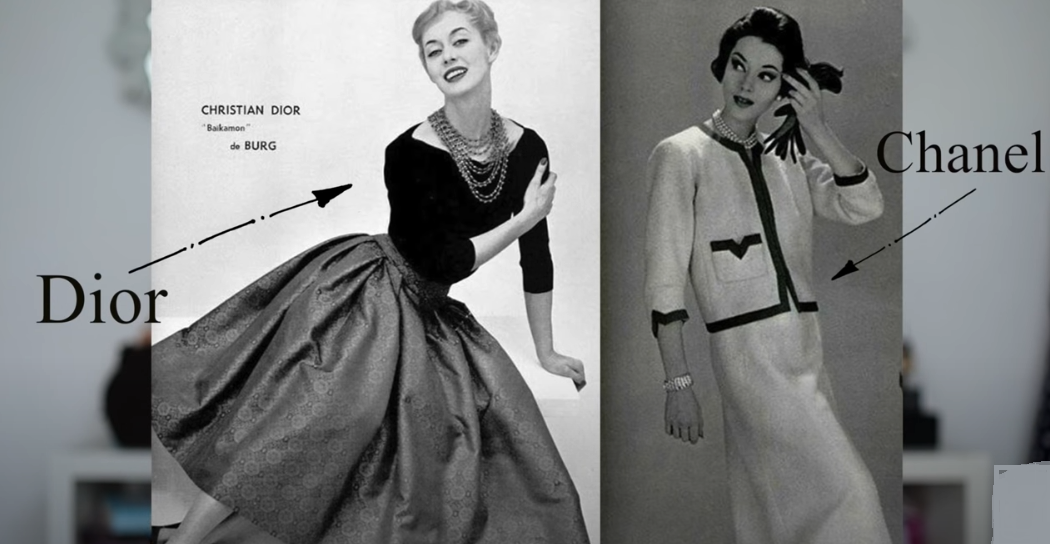 CHRISTIAN DIOR
"Baikamon"
de BURG
Dior
Chanel